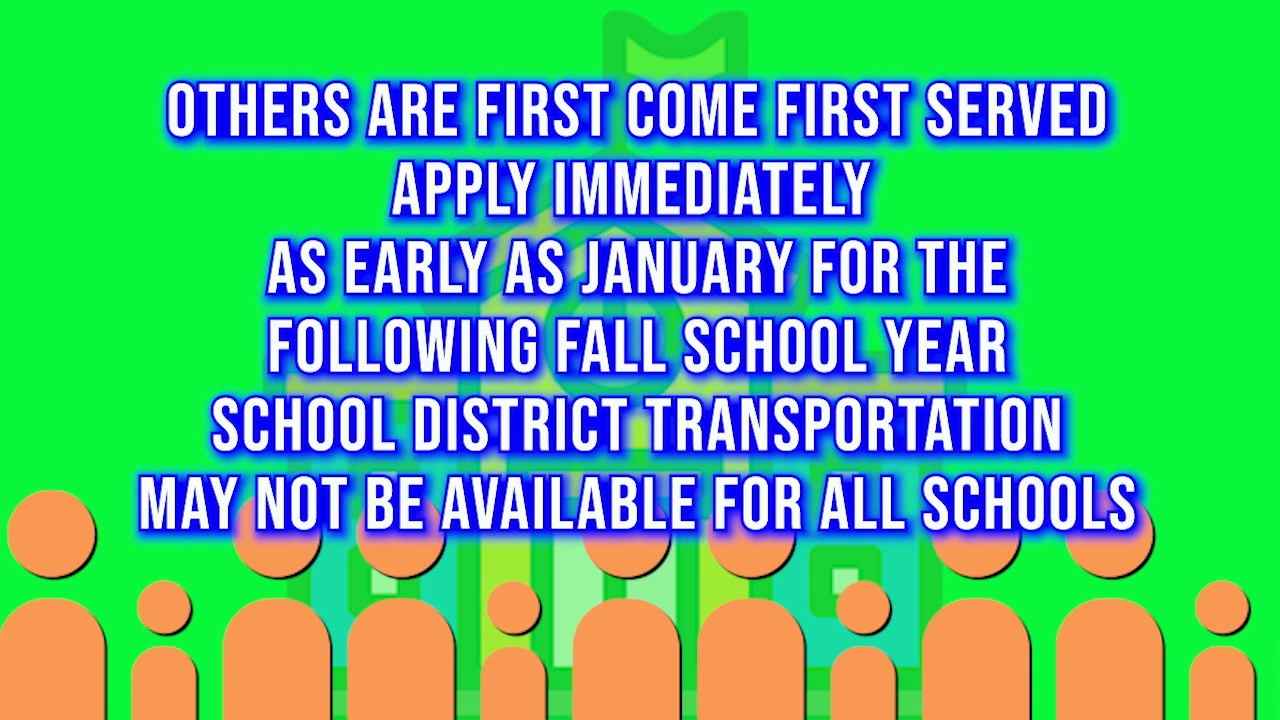 OTHERS ARE FIRST COME FIRST SERVED
APPLY IMMEDIATELY
AS EARLY AS JANUARY FOR THE
FOLLOWING FALL SCHOOL YEAR
SCHOOL DISTRICT TRANSPORTATION
MAY NOT BE AVAILABLE FOR ALL SCHOOLS